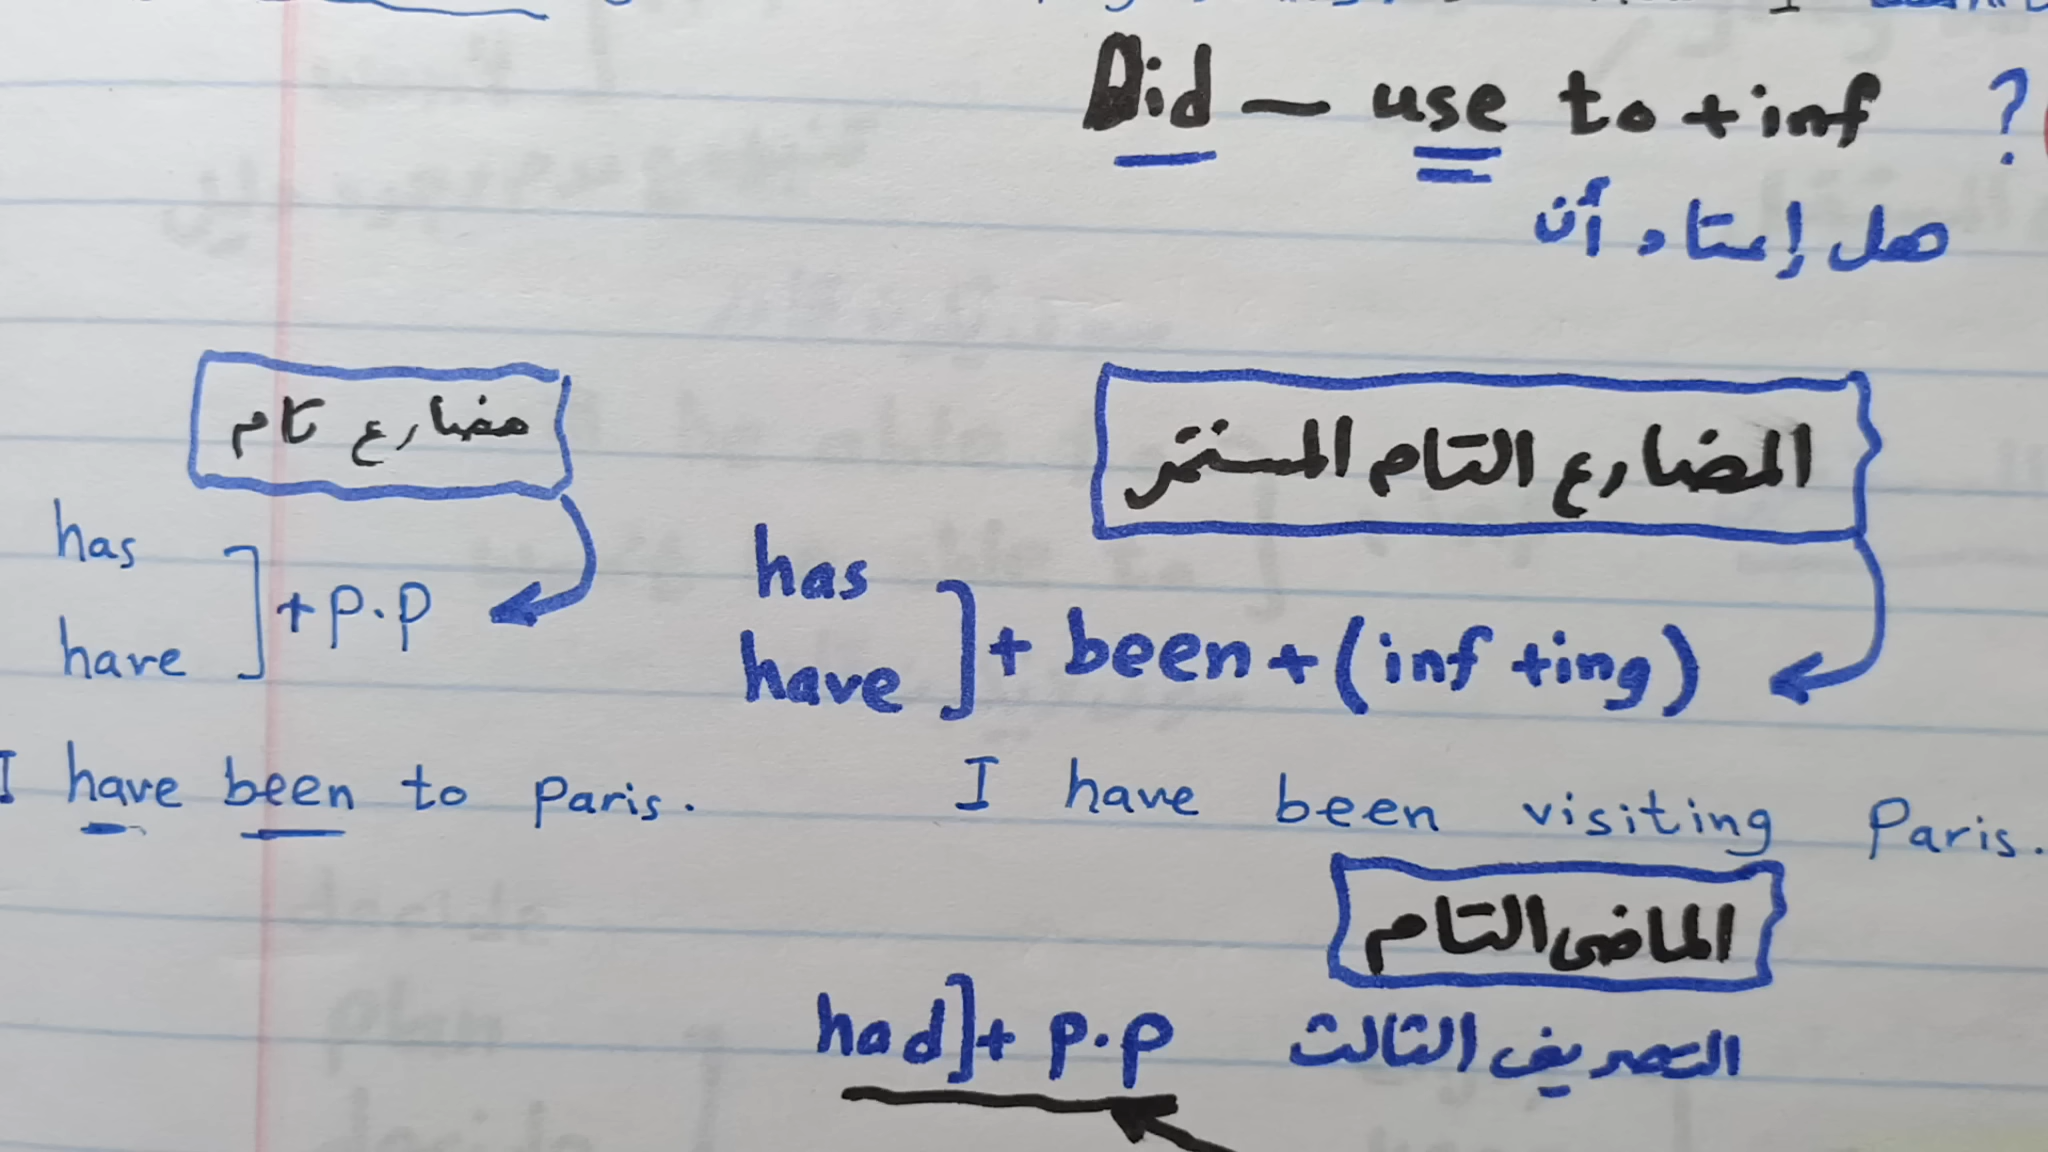 Did — use to + inf ?
هل إعتاد أن
مضارع تام
المضارع التام المستمر
has
have ] + p.p
has
have ] + been + (inf + ing)
I have been to Paris.
I have been visiting Paris.
الماضى التام
had ] + p.p التصريف الثالث